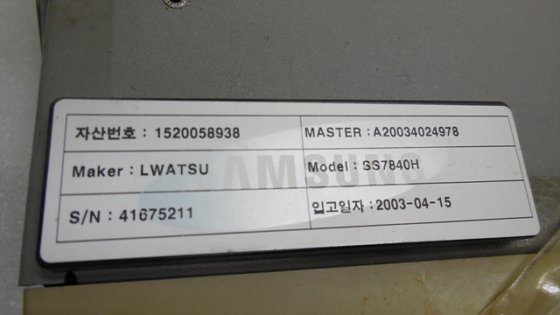 자산번호 : 1520058938
MASTER : A20034024978
Maker : LWATSU
Model : SS7840H
SAMSUNG
S/N : 41675211
입고일자 : 2003-04-15